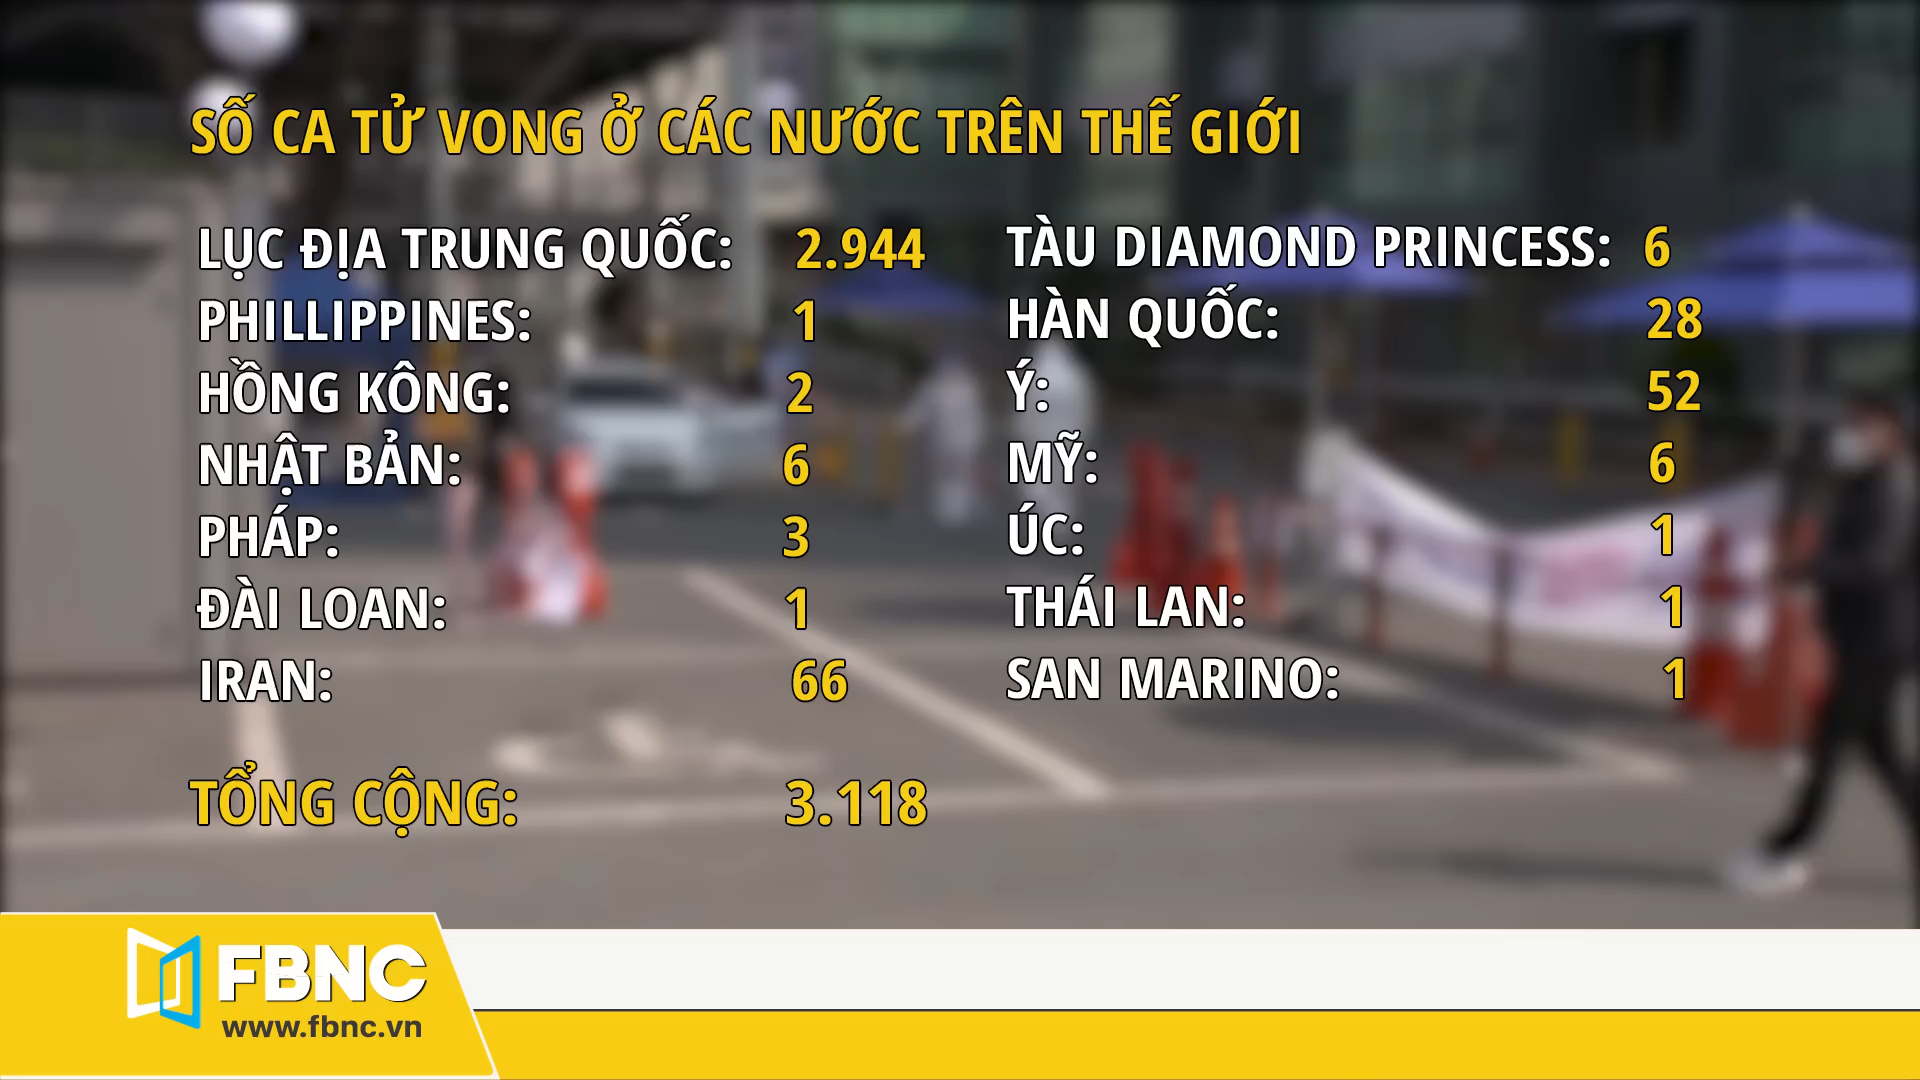 SỐ CA TỬ VONG Ở CÁC NƯỚC TRÊN THẾ GIỚI
LỤC ĐỊA TRUNG QUỐC: 2.944
PHILLIPPINES: 1
HỒNG KÔNG: 2
NHẬT BẢN: 6
PHÁP: 3
ĐÀI LOAN: 1
IRAN: 66
TÀU DIAMOND PRINCESS: 6
HÀN QUỐC: 28
Ý: 52
MỸ: 6
ÚC: 1
THÁI LAN: 1
SAN MARINO: 1
TỔNG CỘNG: 3.118
FBNC
www.fbnc.vn